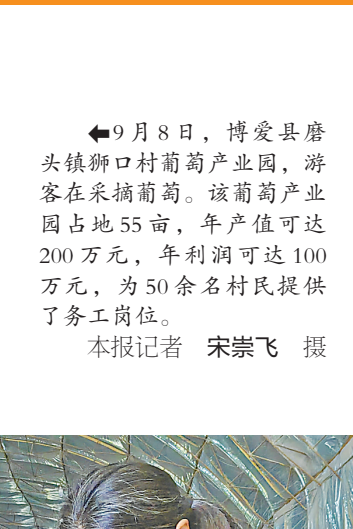 ⬅9月8日，博爱县磨
头镇狮口村葡萄产业园，游
客在采摘葡萄。该葡萄产业
园占地55亩，年产值可达
200万元，年利润可达100
万元，为50余名村民提供
了务工岗位。
本报记者 宋崇飞 摄